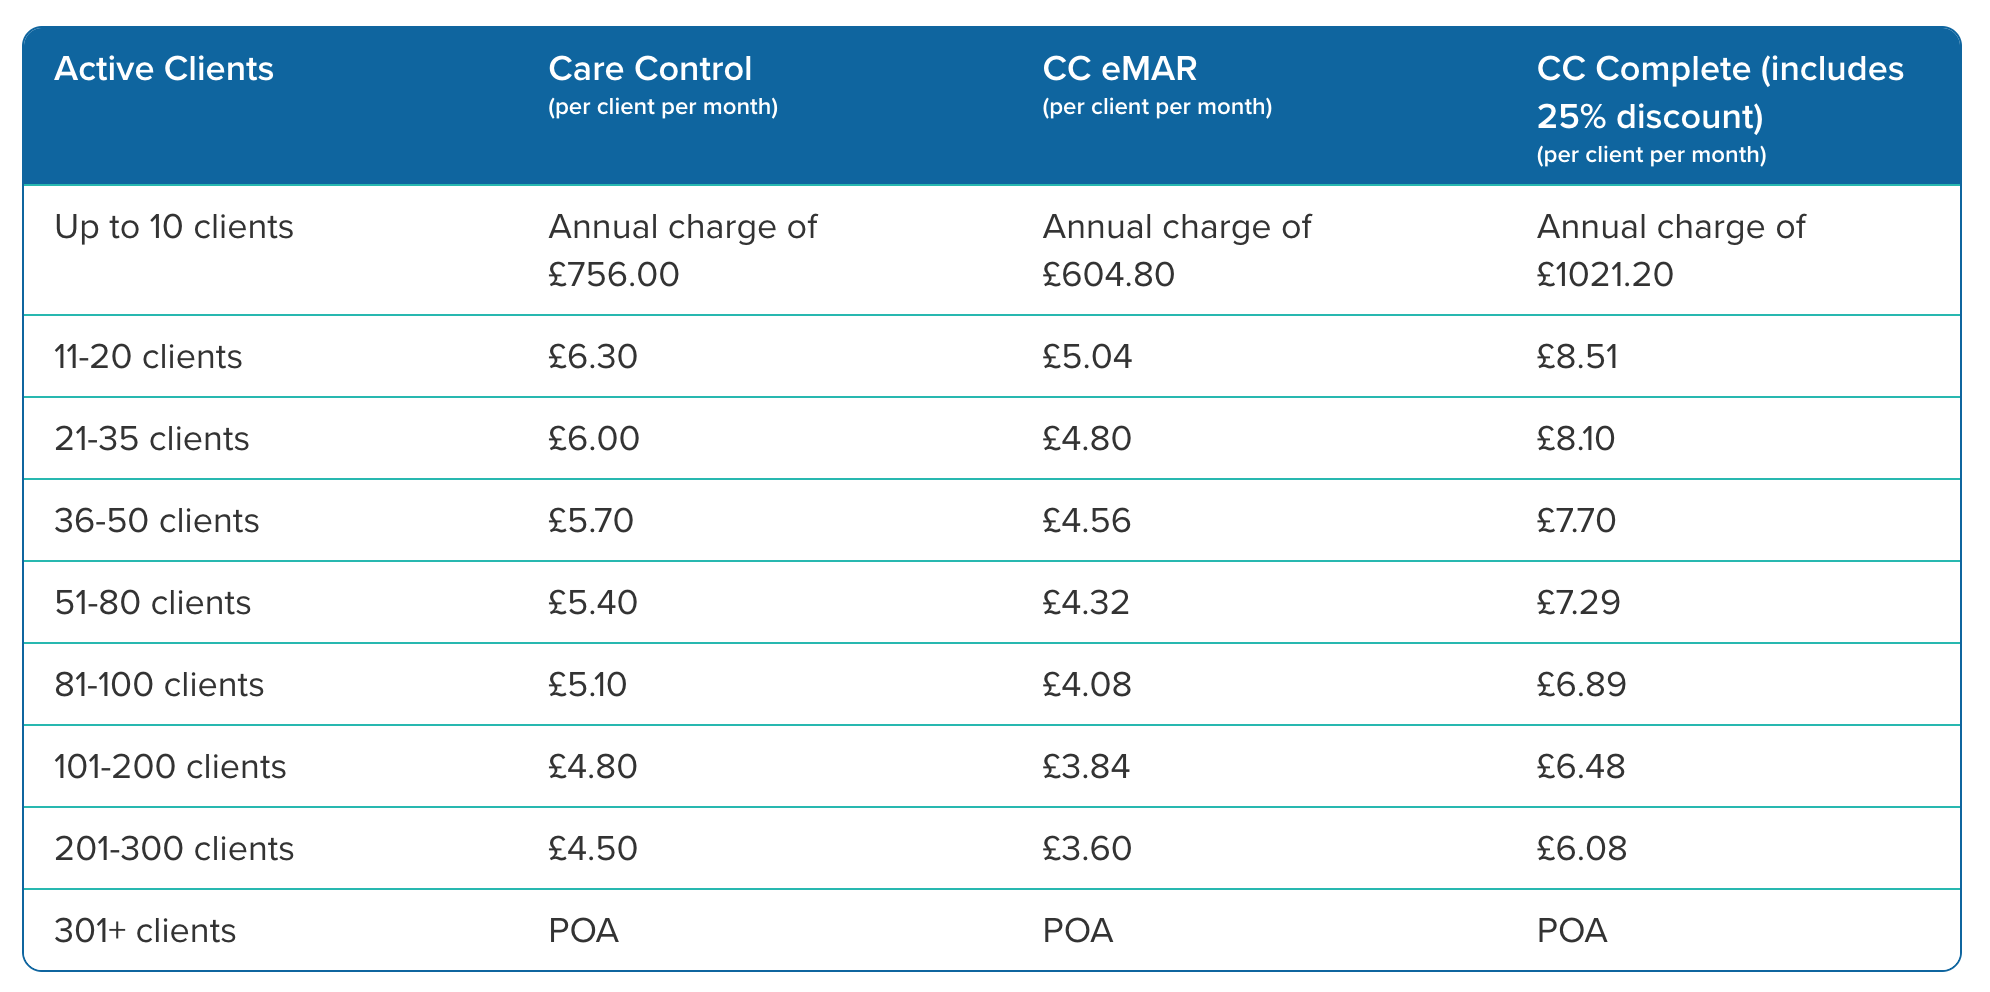 Active Clients
Care Control
(per client per month)
CC eMAR
(per client per month)
CC Complete (includes
25% discount)
(per client per month)
Up to 10 clients
Annual charge of
£756.00
Annual charge of
£604.80
Annual charge of
£1021.20
11-20 clients £6.30 £5.04 £8.51
21-35 clients £6.00 £4.80 £8.10
36-50 clients £5.70 £4.56 £7.70
51-80 clients £5.40 £4.32 £7.29
81-100 clients £5.10 £4.08 £6.89
101-200 clients £4.80 £3.84 £6.48
201-300 clients £4.50 £3.60 £6.08
301+ clients POA POA POA